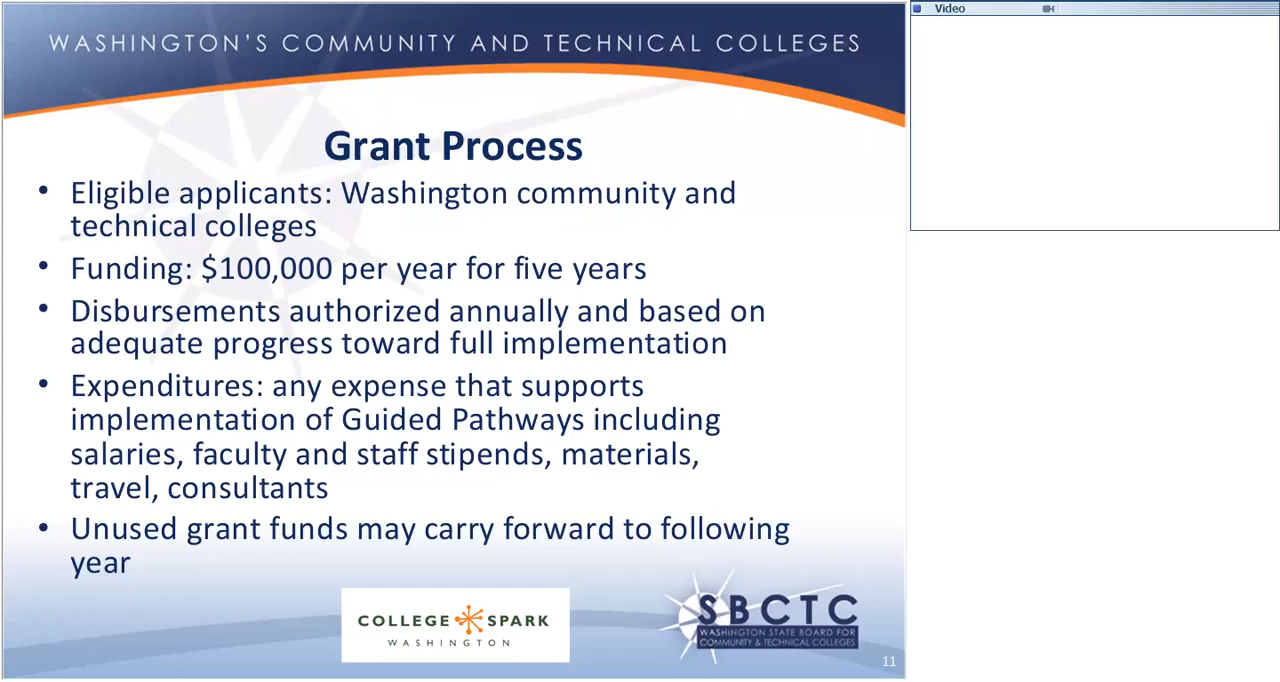 WASHINGTON'S COMMUNITY AND TECHNICAL COLLEGES
Video
Grant Process
• Eligible applicants: Washington community and
technical colleges
• Funding: $100,000 per year for five years
• Disbursements authorized annually and based on
adequate progress toward full implementation
• Expenditures: any expense that supports
implementation of Guided Pathways including
salaries, faculty and staff stipends, materials,
travel, consultants
• Unused grant funds may carry forward to following
year
COLLEGE SPARK
WASHINGTON
SBCTC
WASHINGTON STATE BOARD FOR
COMMUNITY & TECHNICAL COLLEGES
11